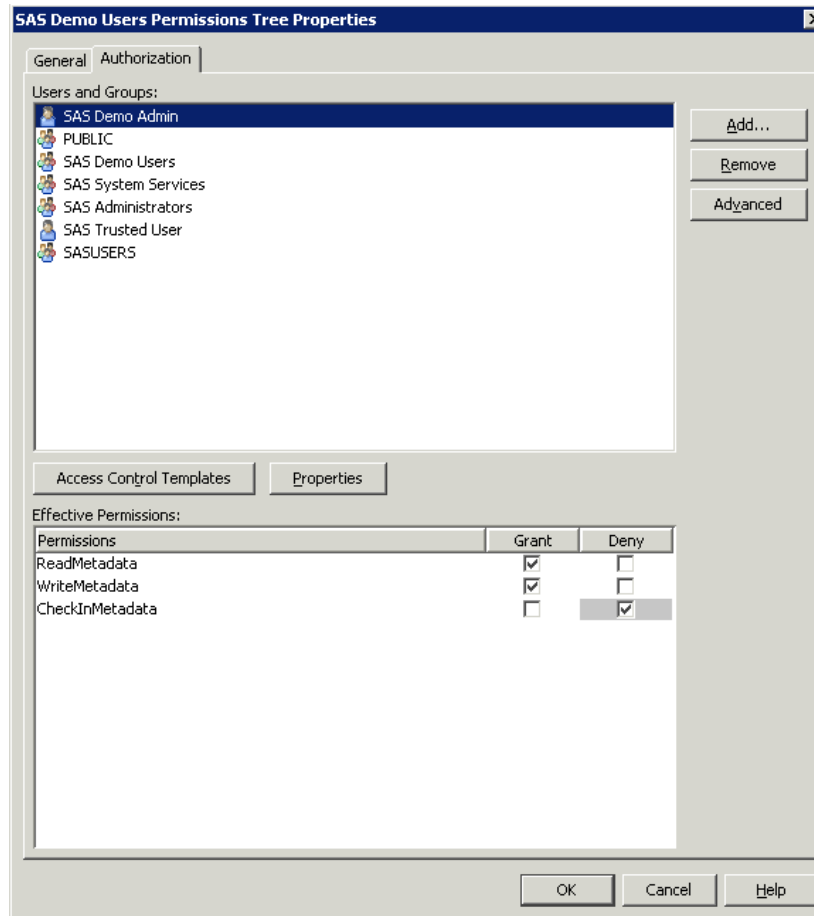 SAS Demo Users Permissions Tree Properties
General Authorization
Users and Groups:
SAS Demo Admin
PUBLIC
SAS Demo Users
SAS System Services
SAS Administrators
SAS Trusted User
SASUSERS
Add...
Remove
Advanced
Access Control Templates Properties
Effective Permissions:
Permissions Grant Deny
ReadMetadata
WriteMetadata
CheckInMetadata
OK Cancel Help